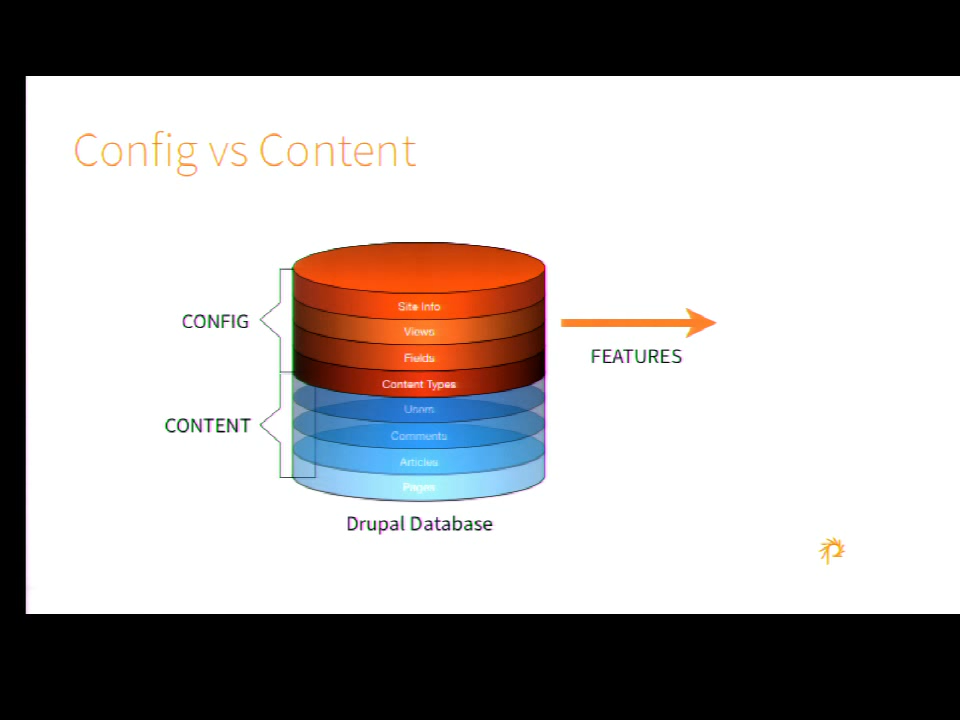 Config vs Content
Site Info
Views
Fields
Content Types
Users
Comments
Articles
Pages
CONFIG
CONTENT
FEATURES
Drupal Database